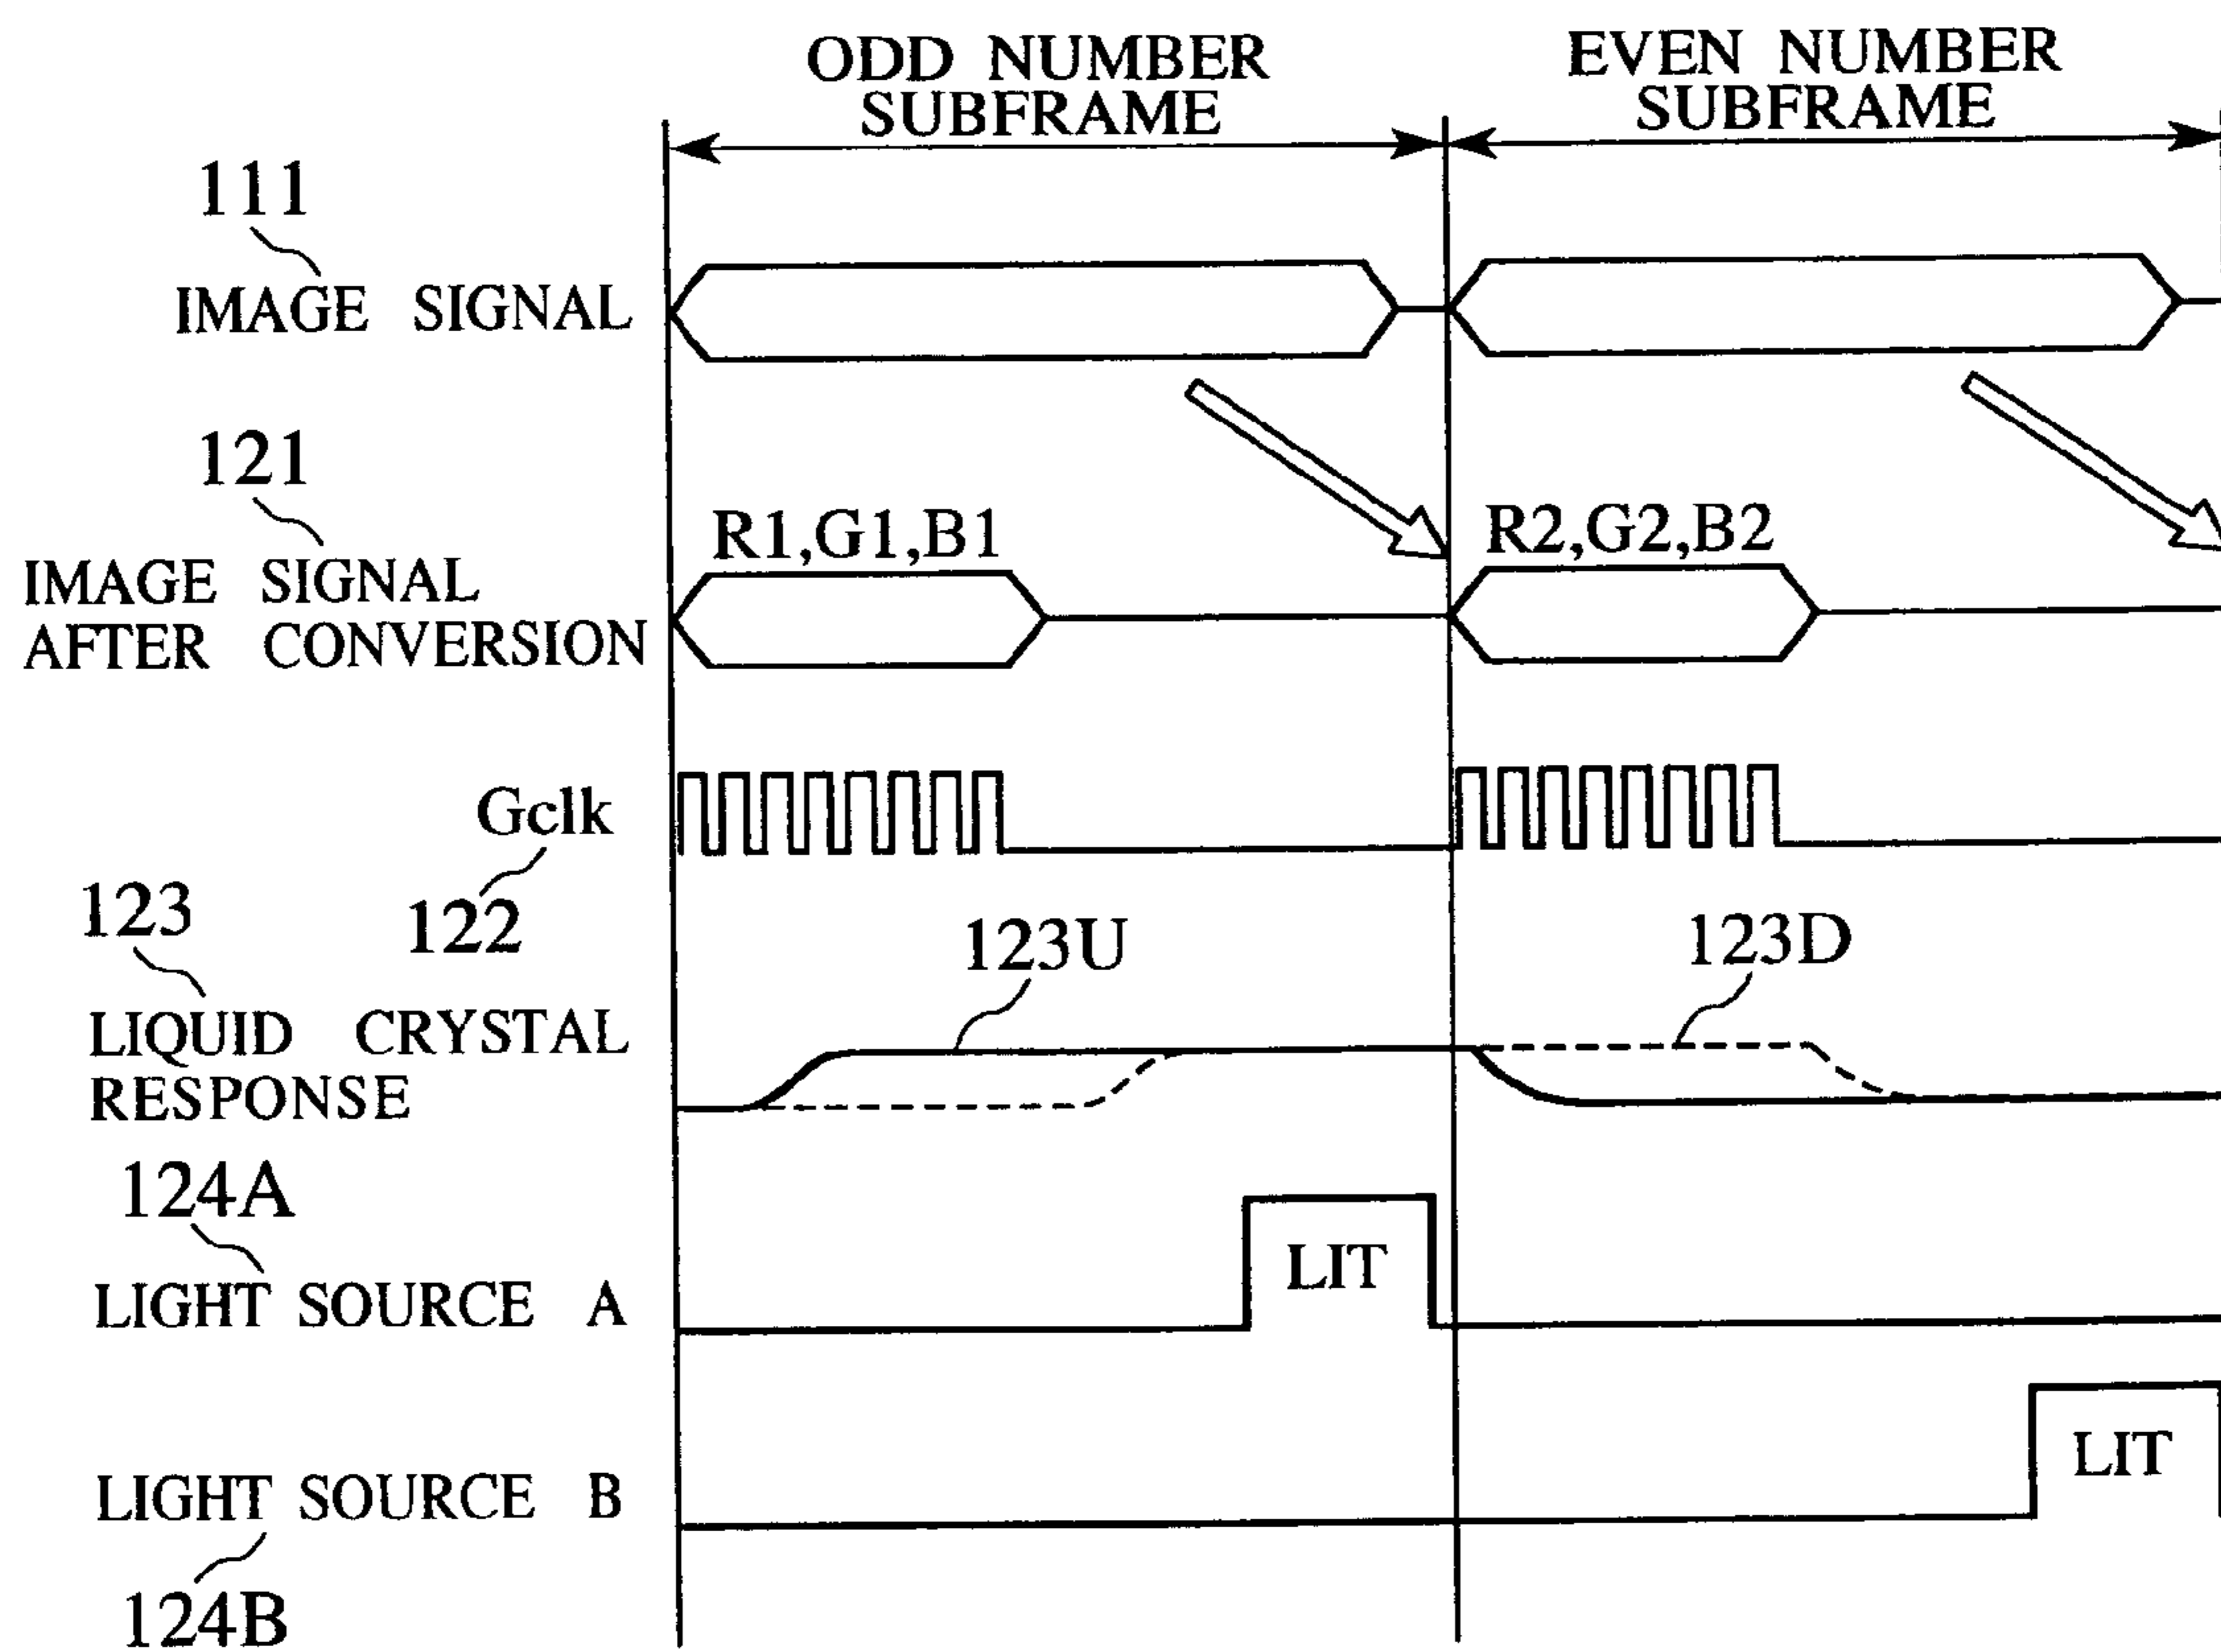 ODD NUMBER
SUBFRAME
EVEN NUMBER
SUBFRAME
111
IMAGE SIGNAL
121
IMAGE SIGNAL
AFTER CONVERSION
R1,G1,B1
R2,G2,B2
Gclk
122
123
LIQUID CRYSTAL
RESPONSE
123U
123D
124A
LIGHT SOURCE A
LIT
LIGHT SOURCE B
LIT
124B